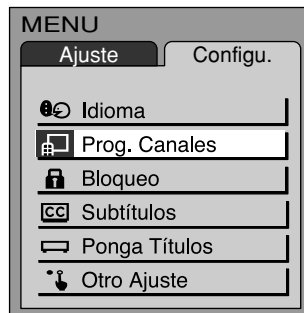 MENU
Ajuste Configu.
Idioma
Prog. Canales
Bloqueo
CC Subtítulos
Ponga Títulos
Otro Ajuste